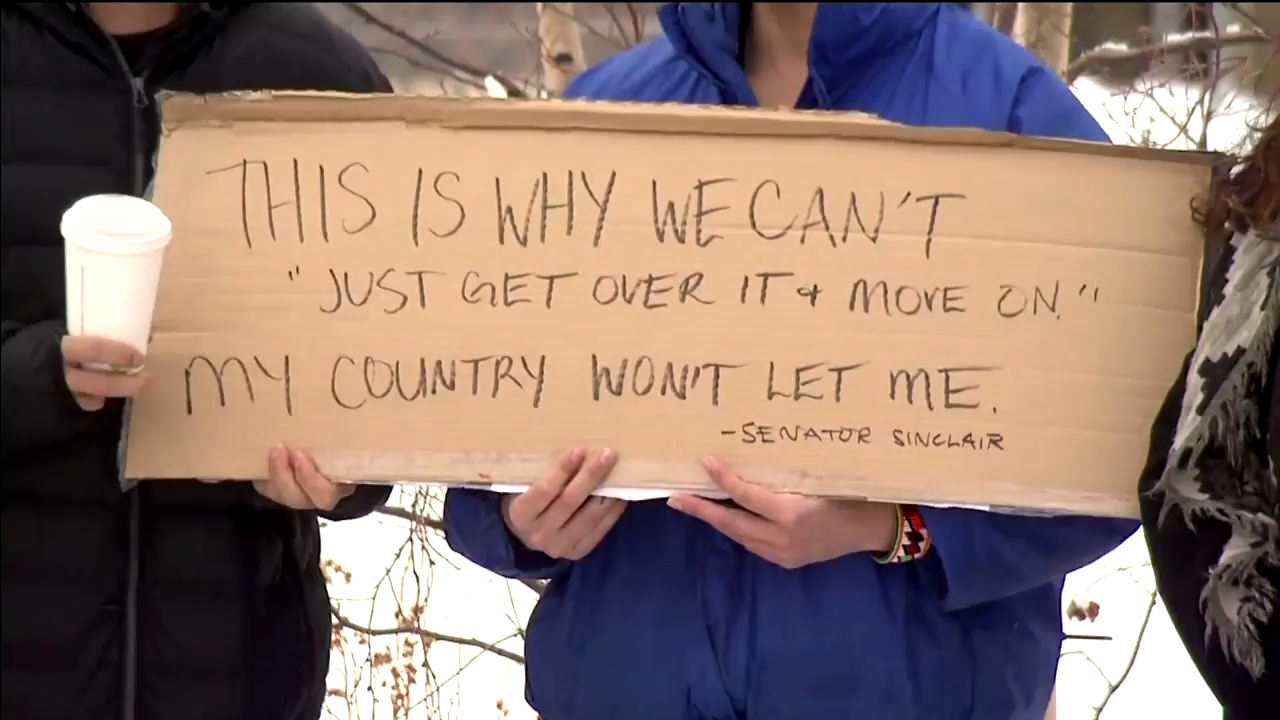 THIS IS WHY WE CAN'T
"JUST GET OVER IT & MOVE ON."
MY COUNTRY WON'T LET ME.
-SENATOR SINCLAIR